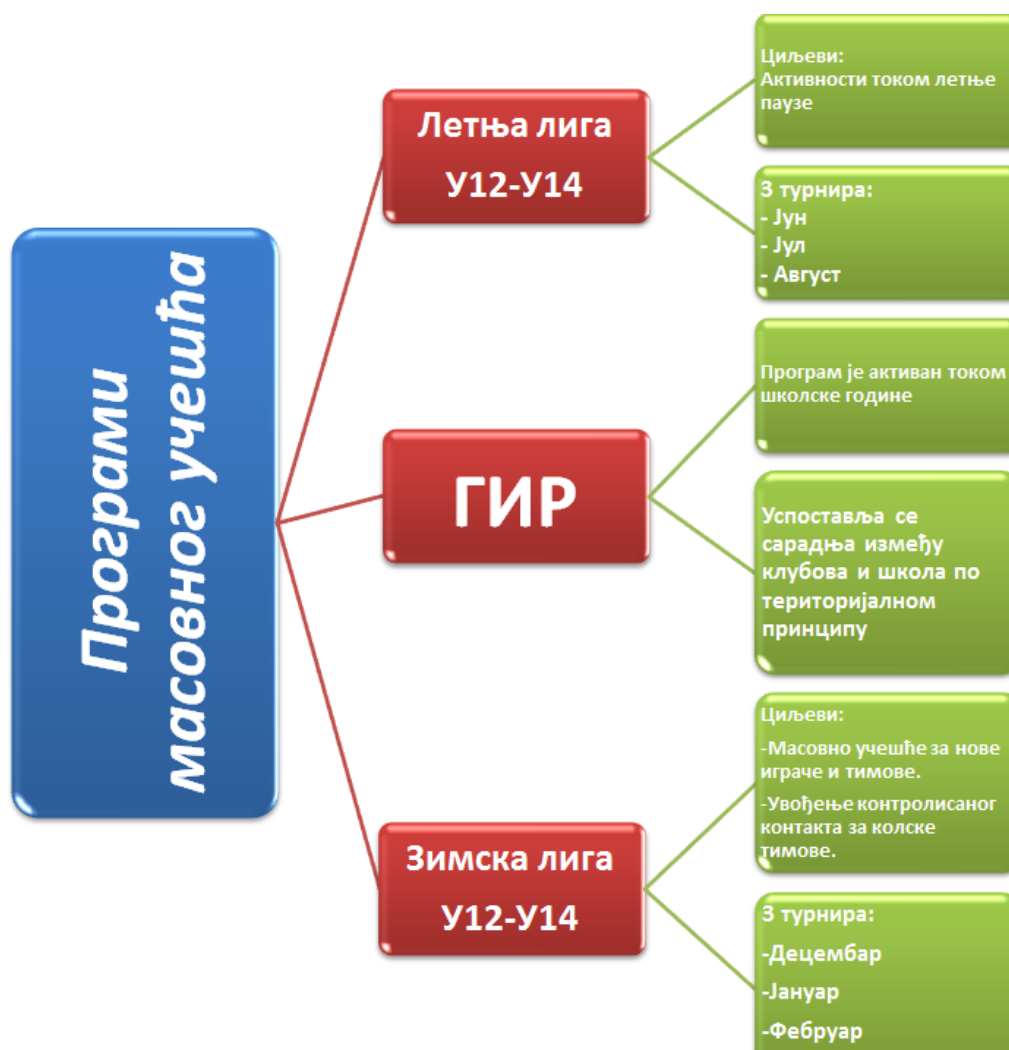 Програми
масовног учешћа
Летња лига
У12-У14
Циљеви:
Активности током летње
паузе
3 турнира:
- Јун
- Јул
- Август
ГИР
Програм је активан током
школске године
Успоставља се
сарадња између
клубова и школа по
територијалном
принципу
Зимска лига
У12-У14
Циљеви:
-Масовно учешће за нове
играче и тимове.
-Увођење контролисаног
контакта за колске
тимове.
3 турнира:
-Децембар
-Јануар
-Фебруар